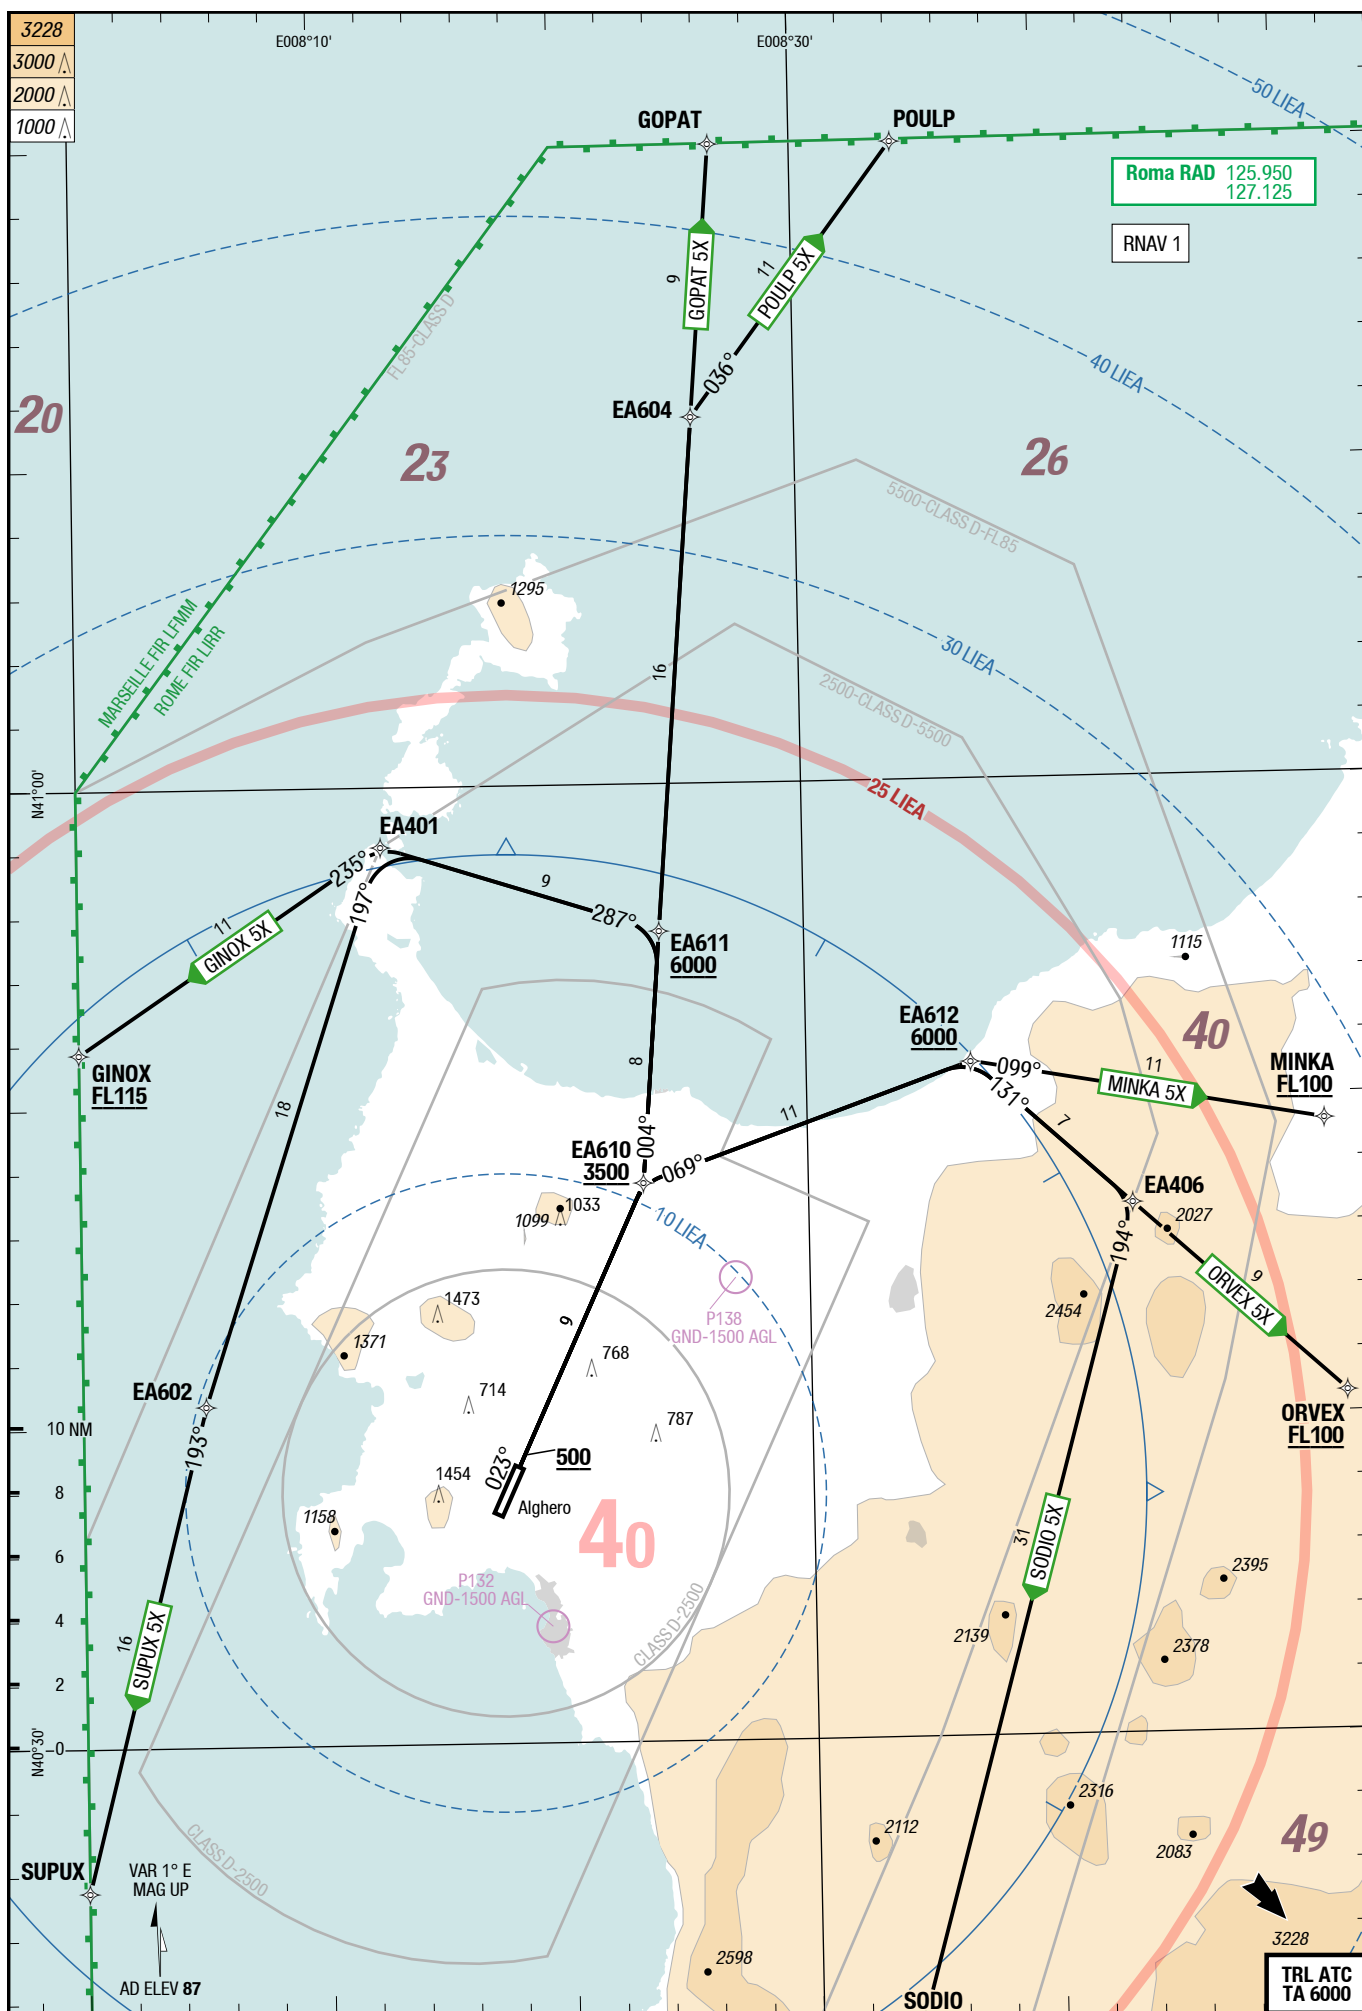 3228
3000
2000
1000
E008°10'
E008°30'
50 LIEA
GOPAT
POULP
Roma RAD 125.950
127.125
RNAV 1
9
GOPAT 5X
11
POULP 5X
FL85-CLASS D
40 LIEA
036°
EA604
20
23
26
5500-CLASS D-FL85
1295
MARSEILLE FIR LFMM
ROME FIR LIRR
30 LIEA
16
2500-CLASS D-5500
N41°00'
25 LIEA
EA401
235°
9
197°
287°
11
GINOX 5X
EA611
6000
1115
EA612
6000
40
GINOX
FL115
8
099°
11
MINKA
FL100
MINKA 5X
131°
18
11
7
004°
EA610
3500
069°
EA406
1033
1099
10 LIEA
2027
194°
P138
GND-1500 AGL
9
ORVEX 5X
1473
2454
1371
9
768
EA602
714
787
ORVEX
FL100
10 NM
193°
023°
500
1454
8
Alghero
1158
40
31
SODIO 5X
6
2395
P132
GND-1500 AGL
4
CLASS D-2500
16
SUPUX 5X
2139
2378
2
N40°30'
0
2316
2112
2083
49
CLASS D-2500
SUPUX
VAR 1° E
MAG UP
3228
2598
AD ELEV 87
SODIO
TRL ATC
TA 6000